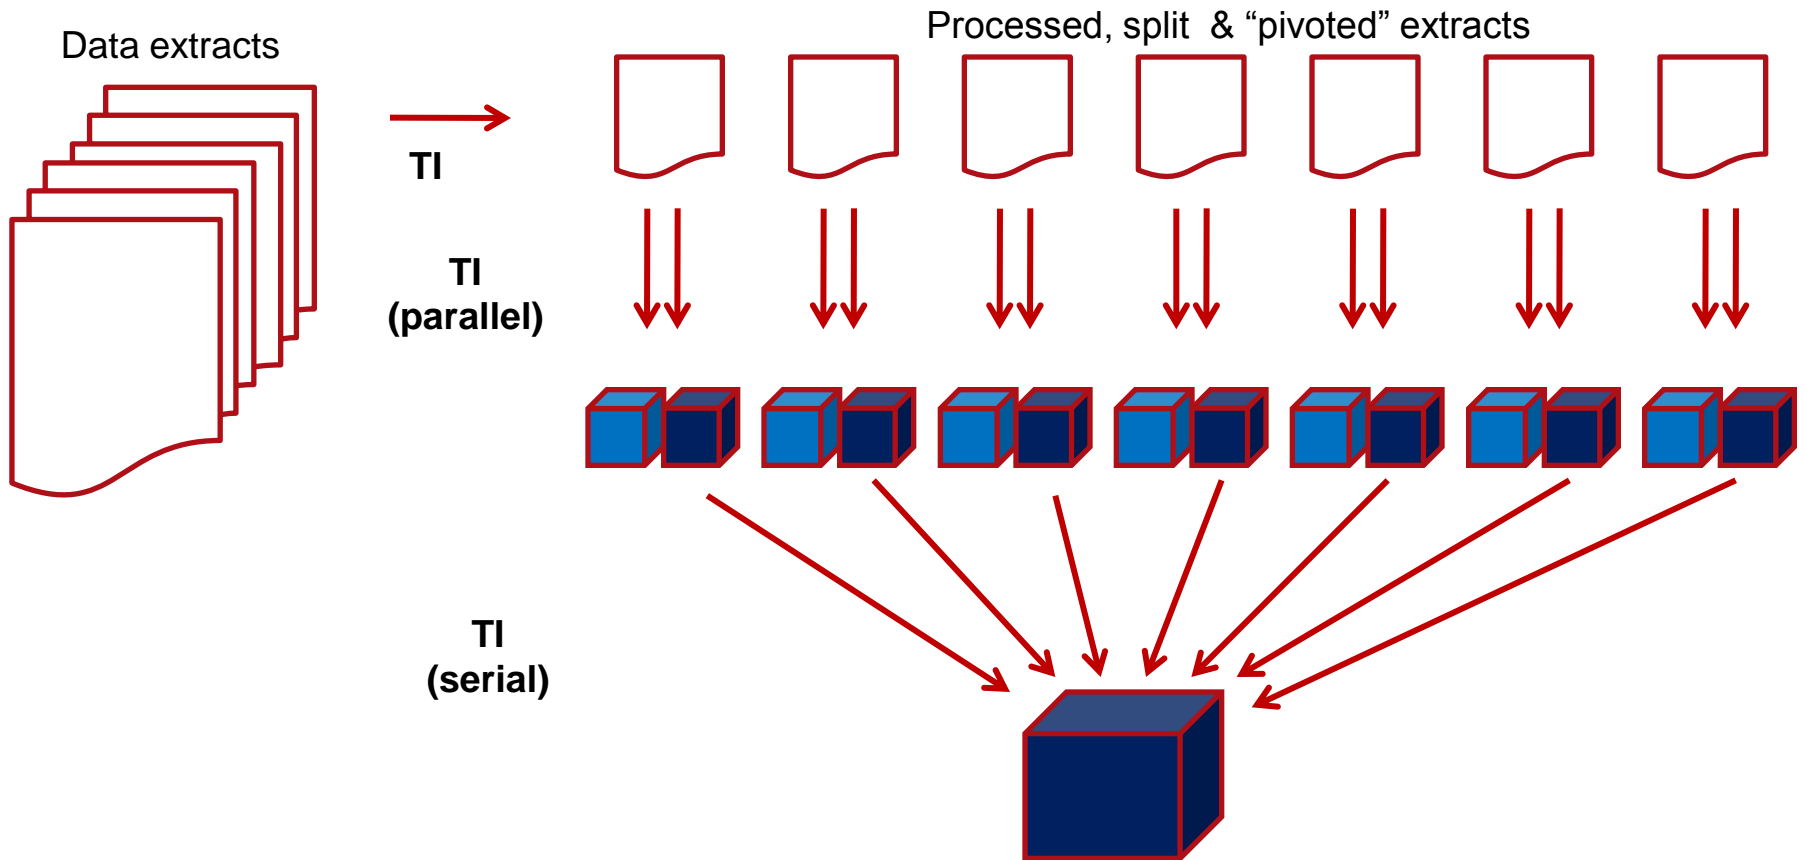 Data extracts
Processed, split  & “pivoted” extracts
TI
TI
(parallel)
TI
(serial)